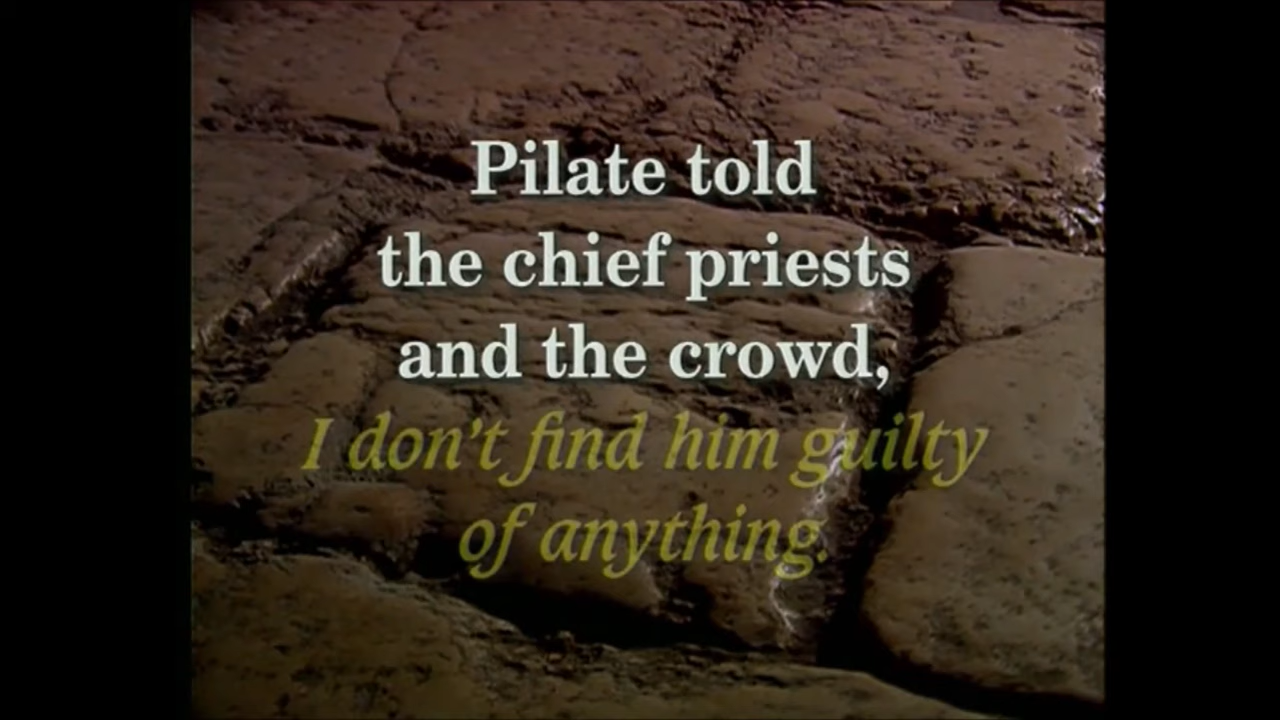 Pilate told
the chief priests
and the crowd,
I don't find him guilty
of anything.